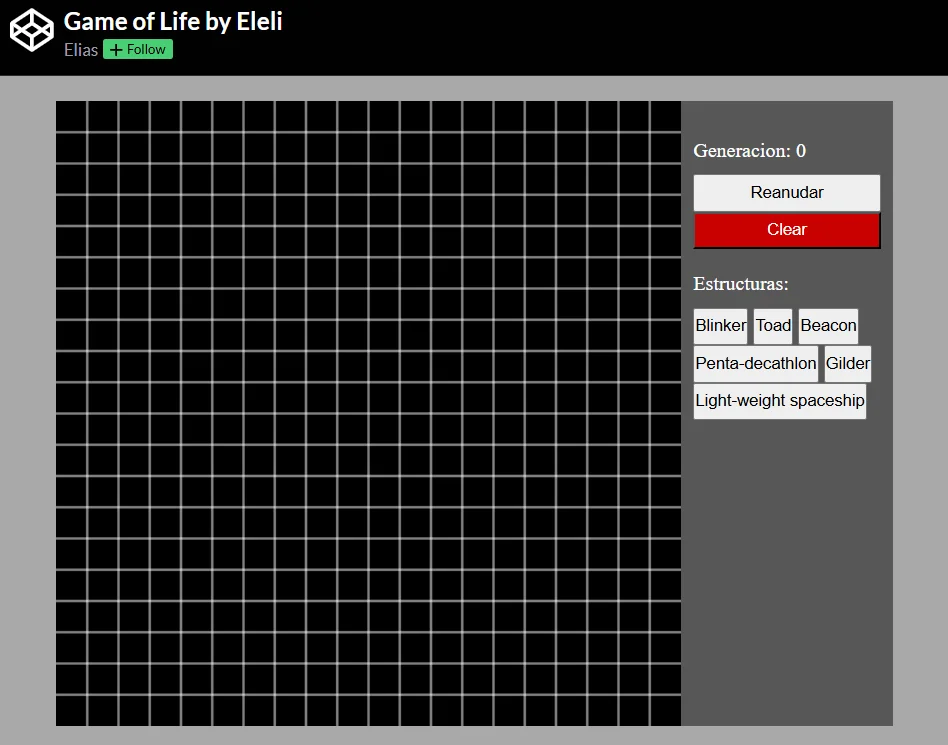 Game of Life by Eleli
Elias + Follow
Generacion: 0
Reanudar
Clear
Estructuras:
Blinker Toad Beacon
Penta-decathlon Gilder
Light-weight spaceship